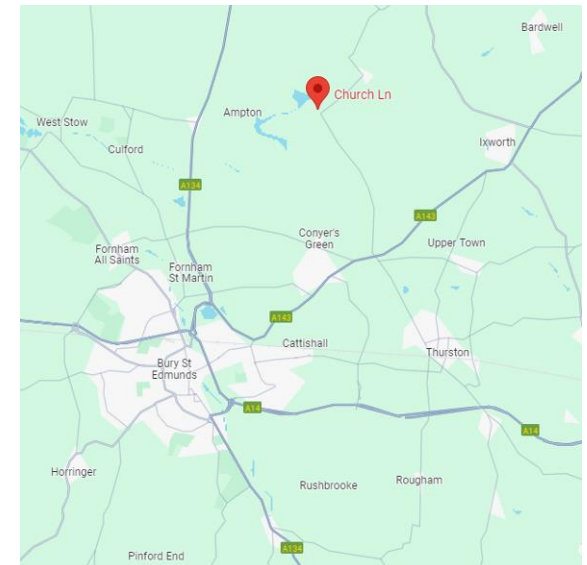 Bardwell
Church Ln
Ampton
West Stow
Ixworth
Culford
A134
A143
Conyer's
Green
Upper Town
Fornham
All Saints
Fornham
St Martin
A143
Cattishall
Thurston
Bury St
Edmunds
A14
A14
Horringer
Rushbrooke
Rougham
A134
Pinford End